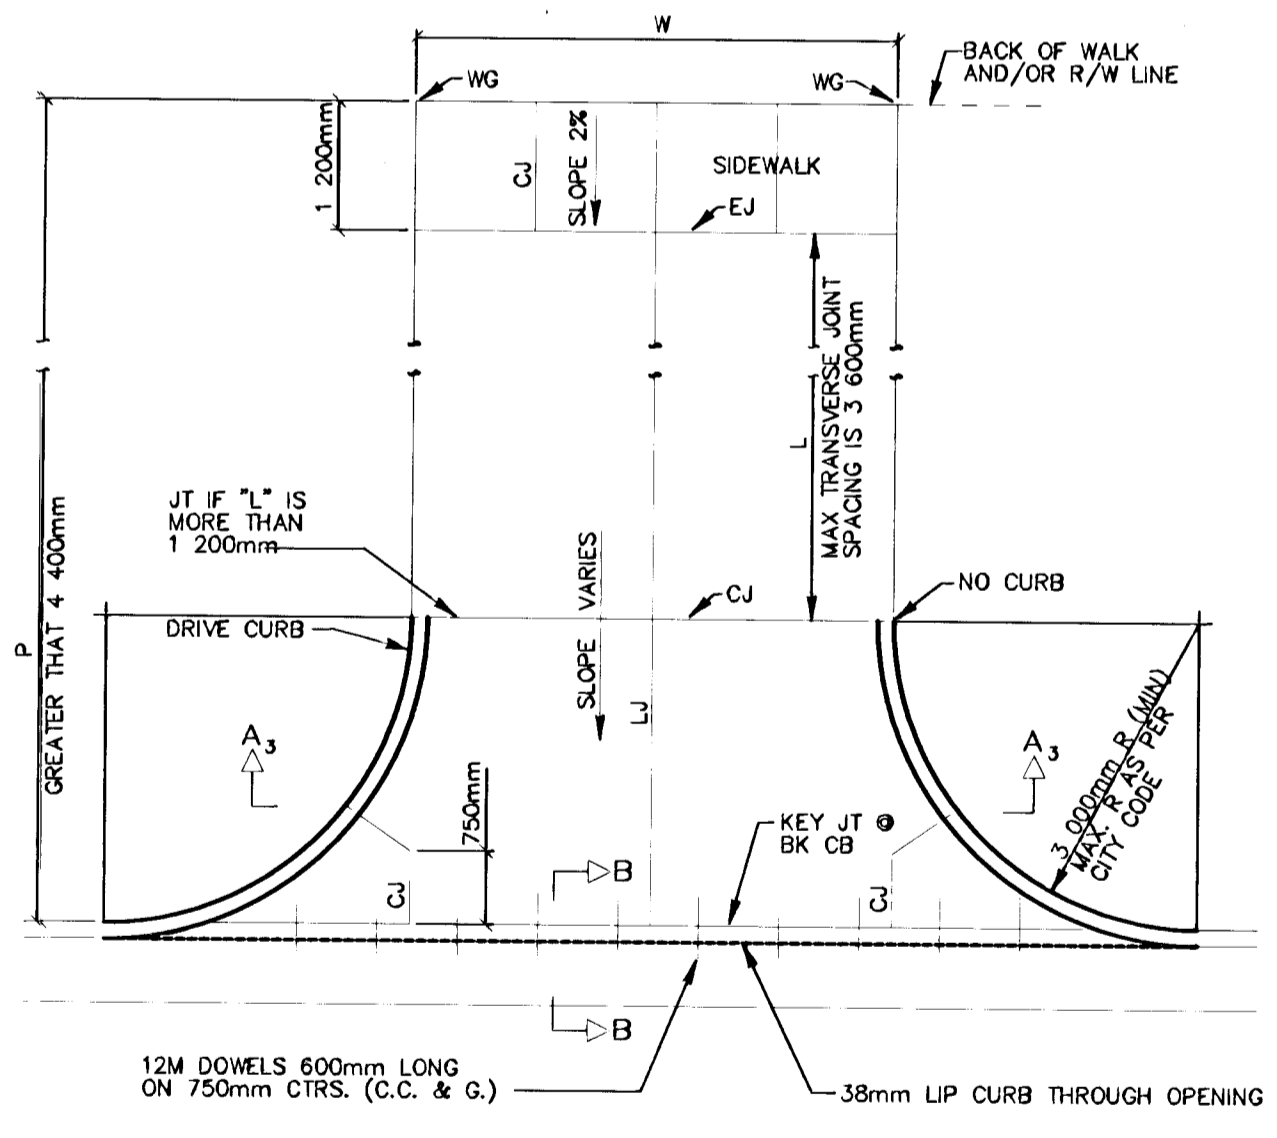 W
BACK OF WALK
AND/OR R/W LINE
WG
WG
1 200mm
CJ
SLOPE 2%
SIDEWALK
EJ
MAX TRANSVERSE JOINT
SPACING IS 3 600mm
L
JT IF "L" IS
MORE THAN
1 200mm
P
GREATER THAT 4 400mm
SLOPE VARIES
CJ
NO CURB
DRIVE CURB
LJ
A3
A3
3 000mm R (MIN)
MAX. R AS PER
CITY CODE
750mm
KEY JT @
BK CB
B
CJ
CJ
B
12M DOWELS 600mm LONG
ON 750mm CTRS. (C.C. & G.)
38mm LIP CURB THROUGH OPENING